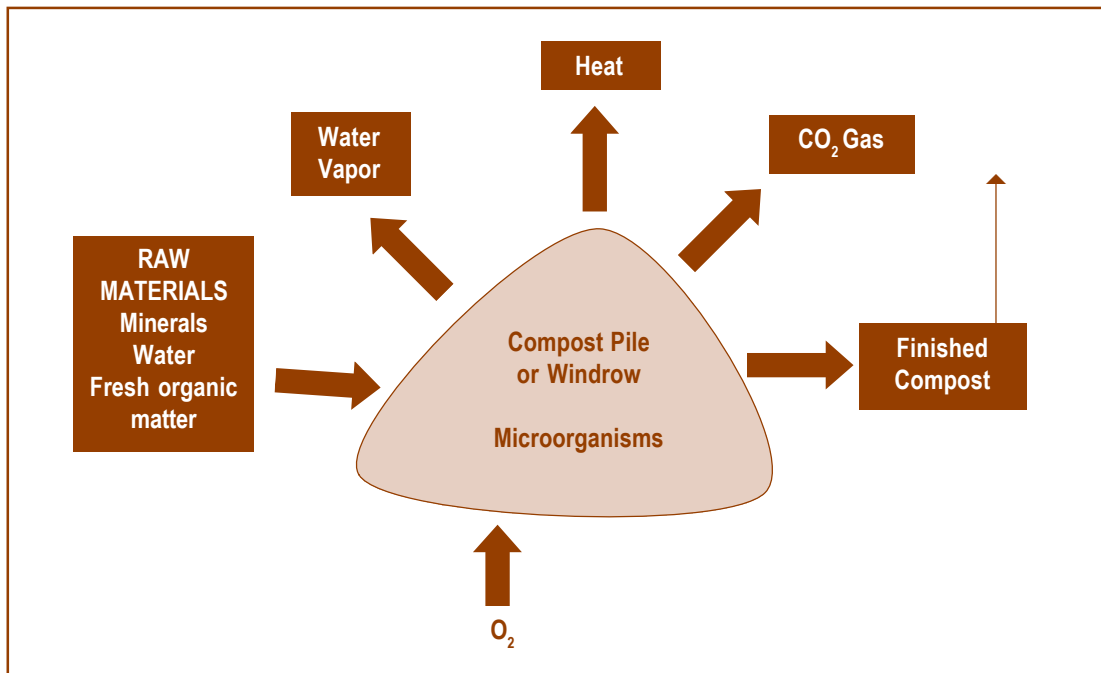 Heat
Water
Vapor
CO₂ Gas
RAW
MATERIALS
Minerals
Water
Fresh organic
matter
Compost Pile
or Windrow
Microorganisms
Finished
Compost
O₂